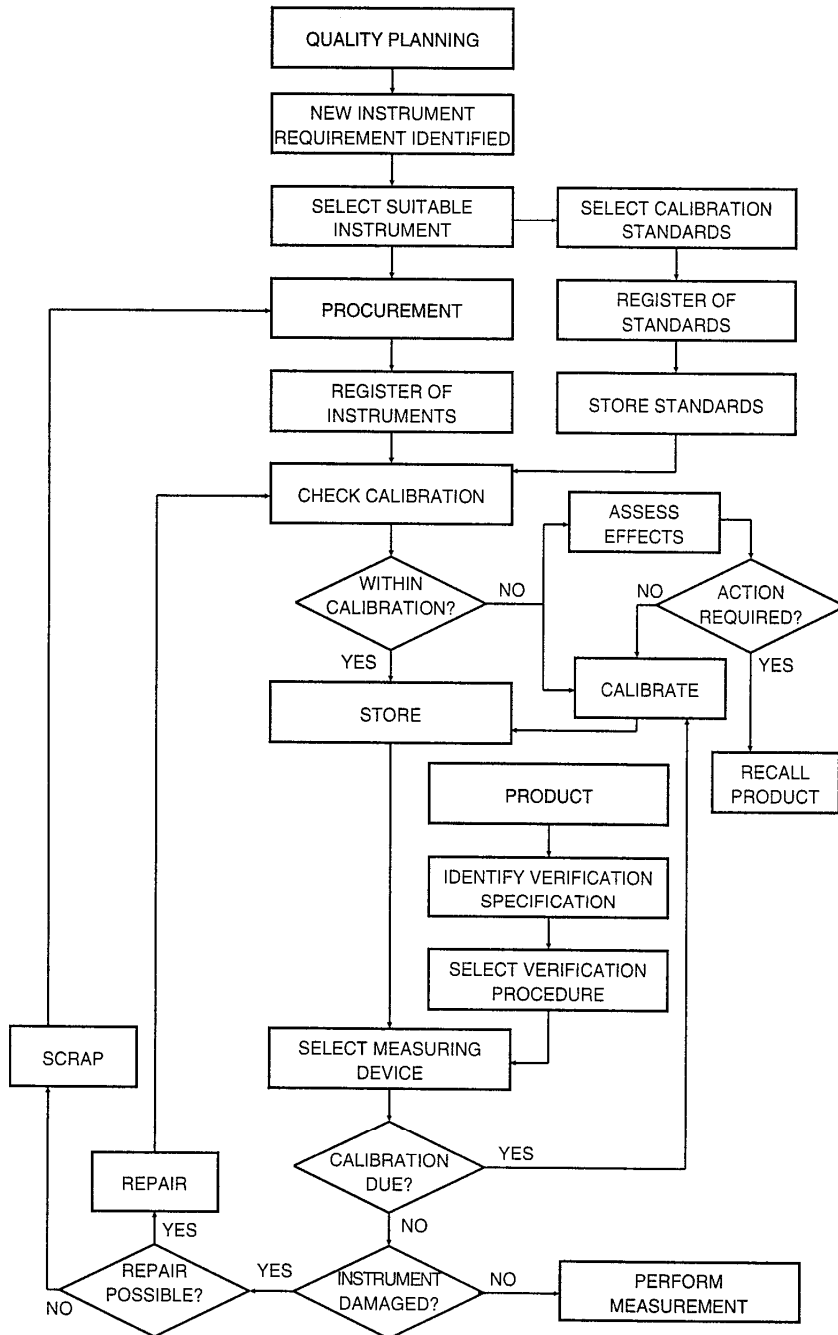 QUALITY PLANNING
NEW INSTRUMENT
REQUIREMENT IDENTIFIED
SELECT SUITABLE
INSTRUMENT
SELECT CALIBRATION
STANDARDS
PROCUREMENT
REGISTER OF
STANDARDS
REGISTER OF
INSTRUMENTS
STORE STANDARDS
CHECK CALIBRATION
ASSESS
EFFECTS
WITHIN
CALIBRATION?
NO
NO
ACTION
REQUIRED?
YES
YES
CALIBRATE
STORE
RECALL
PRODUCT
PRODUCT
IDENTIFY VERIFICATION
SPECIFICATION
SELECT VERIFICATION
PROCEDURE
SELECT MEASURING
DEVICE
SCRAP
CALIBRATION
DUE?
YES
REPAIR
NO
YES
REPAIR
POSSIBLE?
NO
YES
INSTRUMENT
DAMAGED?
NO
PERFORM
MEASUREMENT